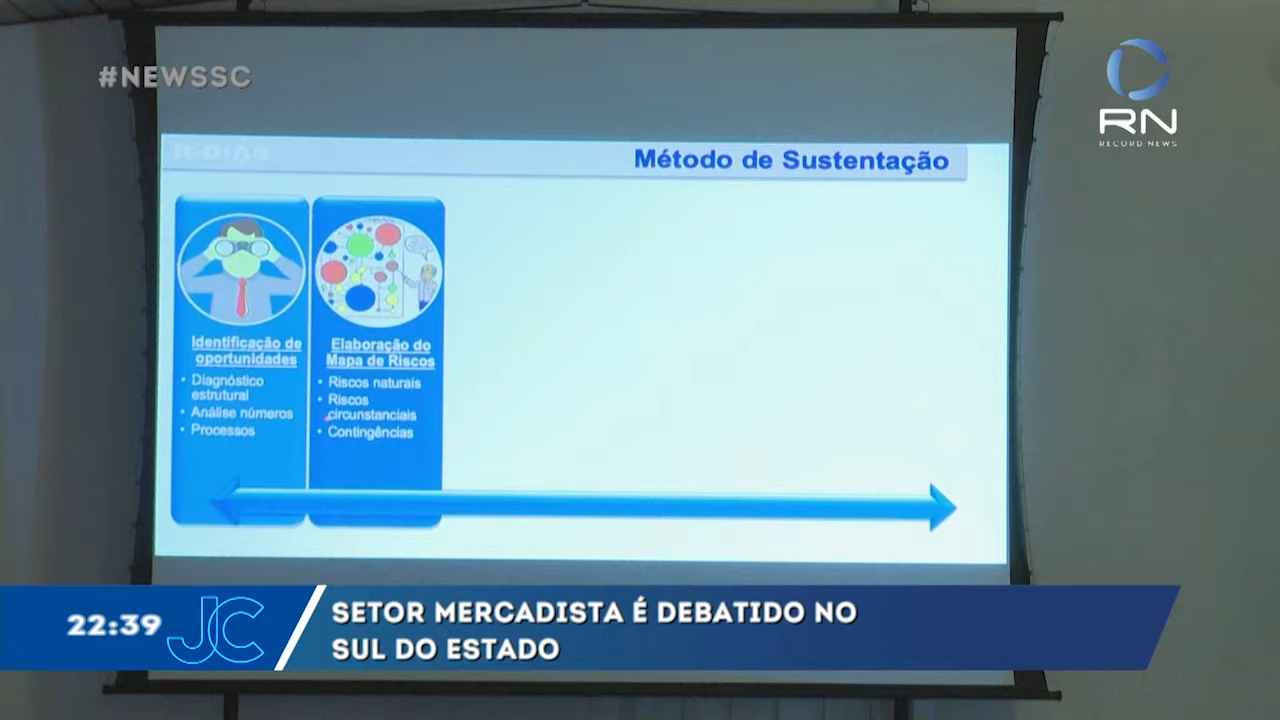 #NEWSSC
RN
RECORD NEWS
R-DIAS
Método de Sustentação
Identificação de
oportunidades
• Diagnóstico
estrutural
• Análise números
• Processos
Elaboração do
Mapa de Riscos
• Riscos naturais
• Riscos
circunstanciais
• Contingências
22:39
JC
SETOR MERCADISTA É DEBATIDO NO
SUL DO ESTADO